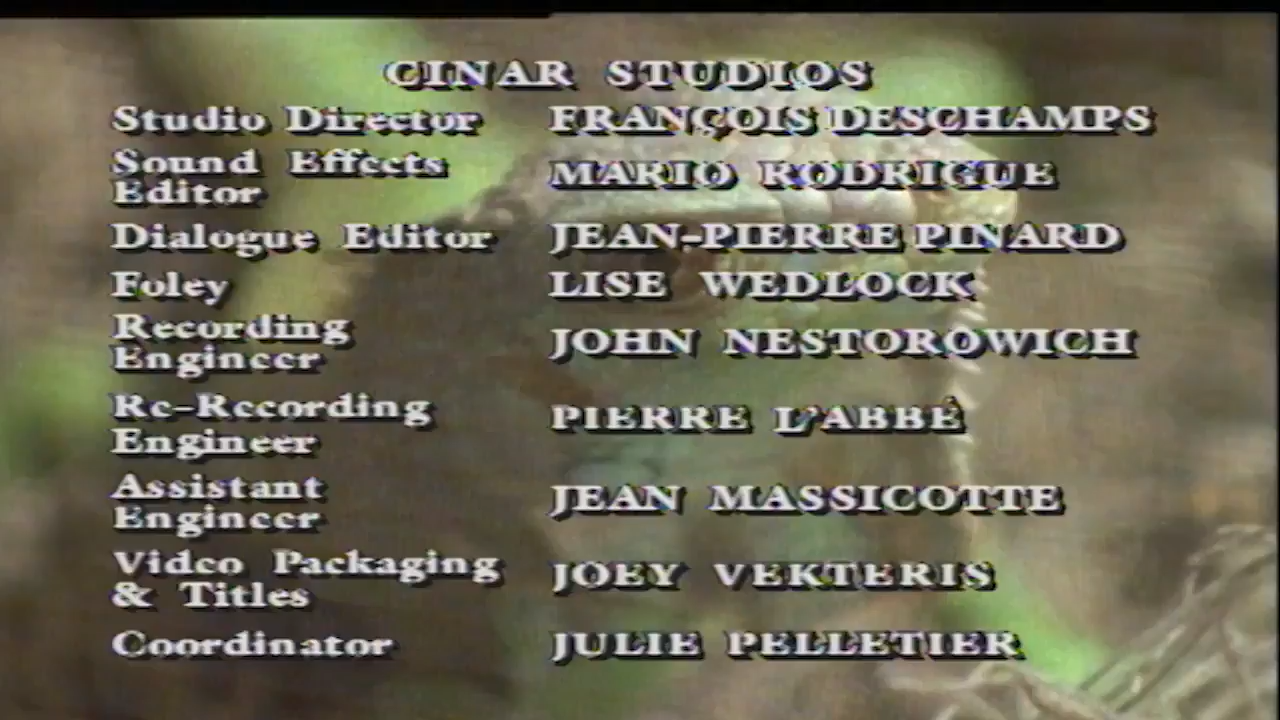 CINAR STUDIOS
Studio Director FRANÇOIS DESCHAMPS
Sound Effects
Editor MARIO RODRIGUE
Dialogue Editor JEAN-PIERRE PINARD
Foley LISE WEDLOCK
Recording
Engineer JOHN NESTOROWICH
Re-Recording
Engineer PIERRE L'ABBÉ
Assistant
Engineer JEAN MASSICOTTE
Video Packaging
& Titles JOEY VEKTERIS
Coordinator JULIE PELLETIER